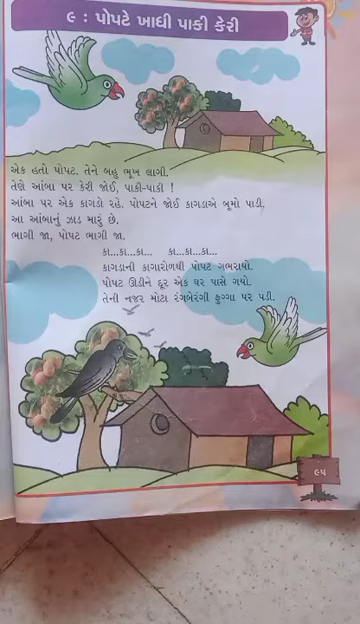 ૯ : પોપટે ખાધી પાકી કેરી
એક હતો પોપટ. તેને બહુ ભૂખ લાગી.
તેણે આંબા પર કેરી જોઈ, પાકી-પાકી !
આંબા પર એક કાગડો રહે. પોપટને જોઈ કાગડાએ બૂમો પાડી,
આ આંબાનું ઝાડ મારું છે.
ભાગી જા, પોપટ ભાગી જા.
કા...કા...કા... કા...કા...કા...
કાગડાની કાગારોળથી પોપટ ગભરાયો.
પોપટ ઊડીને દૂર એક ઘર પાસે ગયો.
તેની નજર મોટા રંગબેરંગી ફુગ્ગા પર પડી.
૯૫